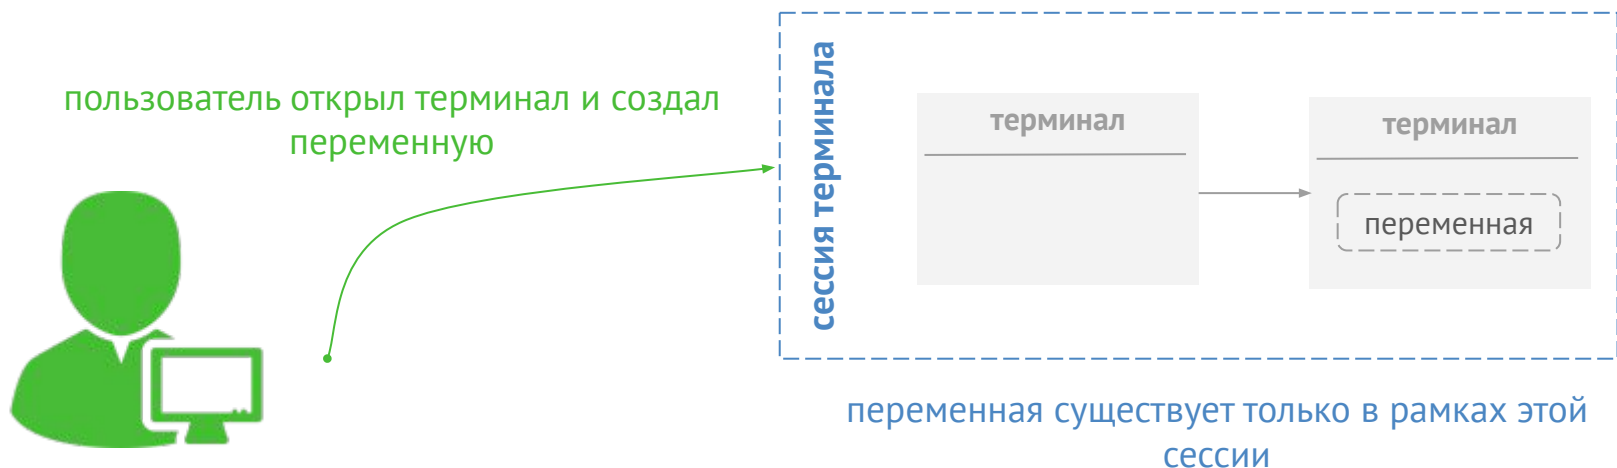 пользователь открыл терминал и создал
переменную
сессия терминала
терминал
терминал
переменная
переменная существует только в рамках этой
сессии